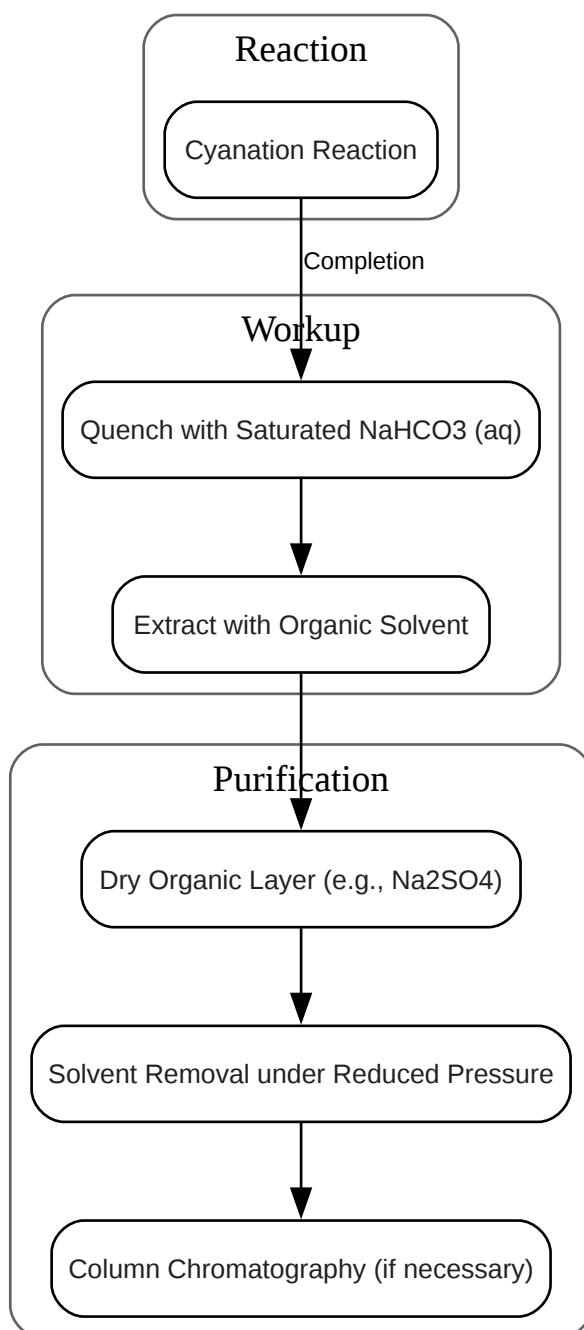 Reaction
Cyanation Reaction
Completion
Workup
Quench with Saturated NaHCO3 (aq)
Extract with Organic Solvent
Purification
Dry Organic Layer (e.g., Na2SO4)
Solvent Removal under Reduced Pressure
Column Chromatography (if necessary)